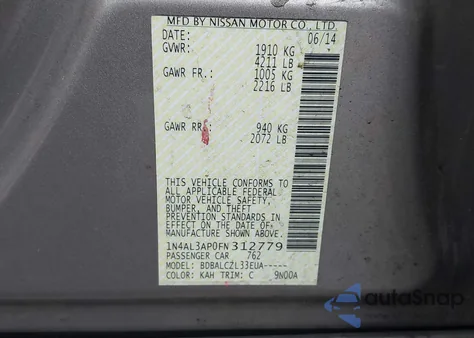 MFD BY NISSAN MOTOR CO., LTD.
DATE: 06/14
GVWR: 1910 KG
4211 LB
GAWR FR: 1005 KG
2216 LB
GAWR RR: 940 KG
2072 LB
THIS VEHICLE CONFORMS TO
ALL APPLICABLE FEDERAL
MOTOR VEHICLE SAFETY,
BUMPER, AND THEFT
PREVENTION STANDARDS IN
EFFECT ON THE DATE OF
MANUFACTURE SHOWN ABOVE.
1N4AL3AP0FN312779
PASSENGER CAR 762
MODEL: BDBALCZL33EUA-----
COLOR: KAH TRIM: C 9N00A
autoSnap